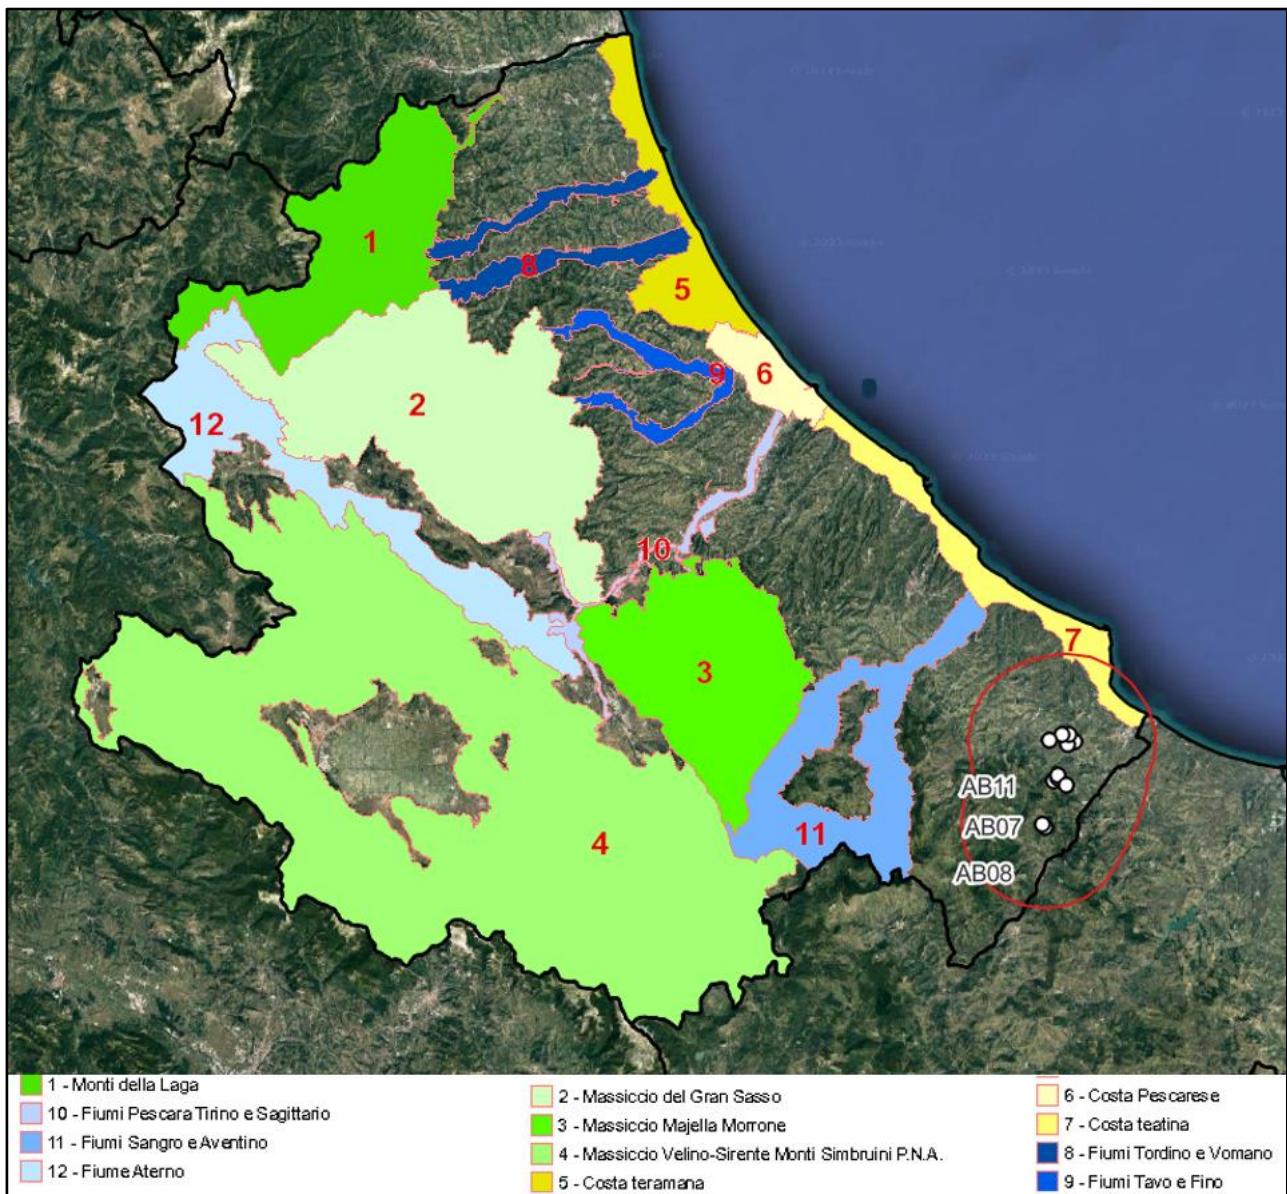 1
8
5
2
9
6
12
10
7
3
AB11
11
AB07
4
AB08
1 - Monti della Laga
10 - Fiumi Pescara Tirino e Sagittario
11 - Fiumi Sangro e Aventino
12 - Fiume Aterno
2 - Massiccio del Gran Sasso
3 - Massiccio Majella Morrone
4 - Massiccio Velino-Sirente Monti Simbruini P.N.A.
5 - Costa teramana
6 - Costa Pescarese
7 - Costa teatina
8 - Fiumi Tordino e Vomano
9 - Fiumi Tavo e Fino